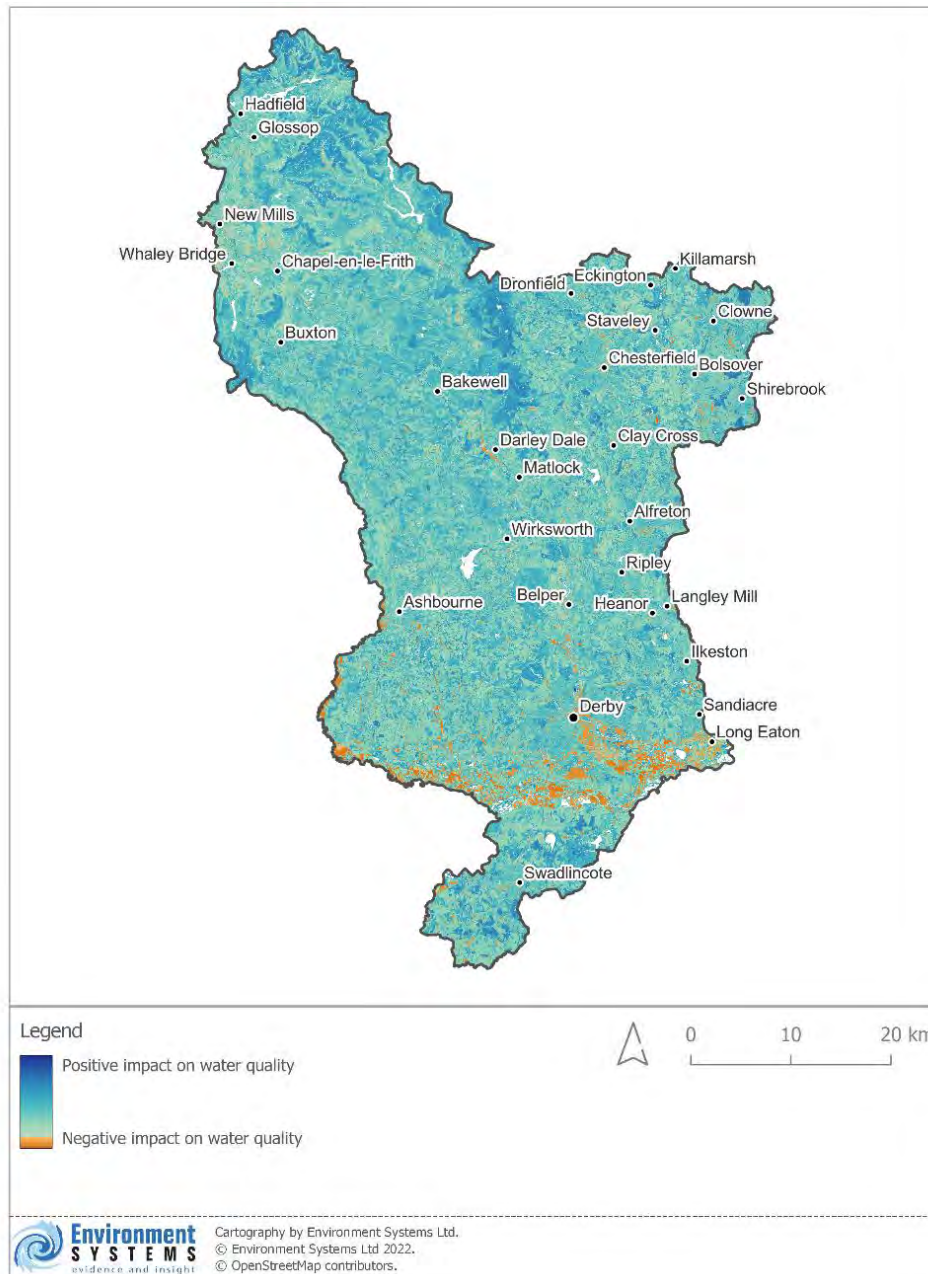 Hadfield
Glossop
New Mills
Whaley Bridge
Chapel-en-le-Frith
Killamarsh
Eckington
Dronfield
Clowne
Staveley
Buxton
Chesterfield
Bolsover
Bakewell
Shirebrook
Darley Dale
Clay Cross
Matlock
Alfreton
Wirksworth
Ripley
Ashbourne
Belper
Heanor
Langley Mill
Ilkeston
Derby
Sandiacre
Long Eaton
Swadlincote
Legend
Positive impact on water quality
Negative impact on water quality
0 10 20 km
Environment
SYSTEMS
evidence and insight
Cartography by Environment Systems Ltd.
© Environment Systems Ltd 2022.
© OpenStreetMap contributors.